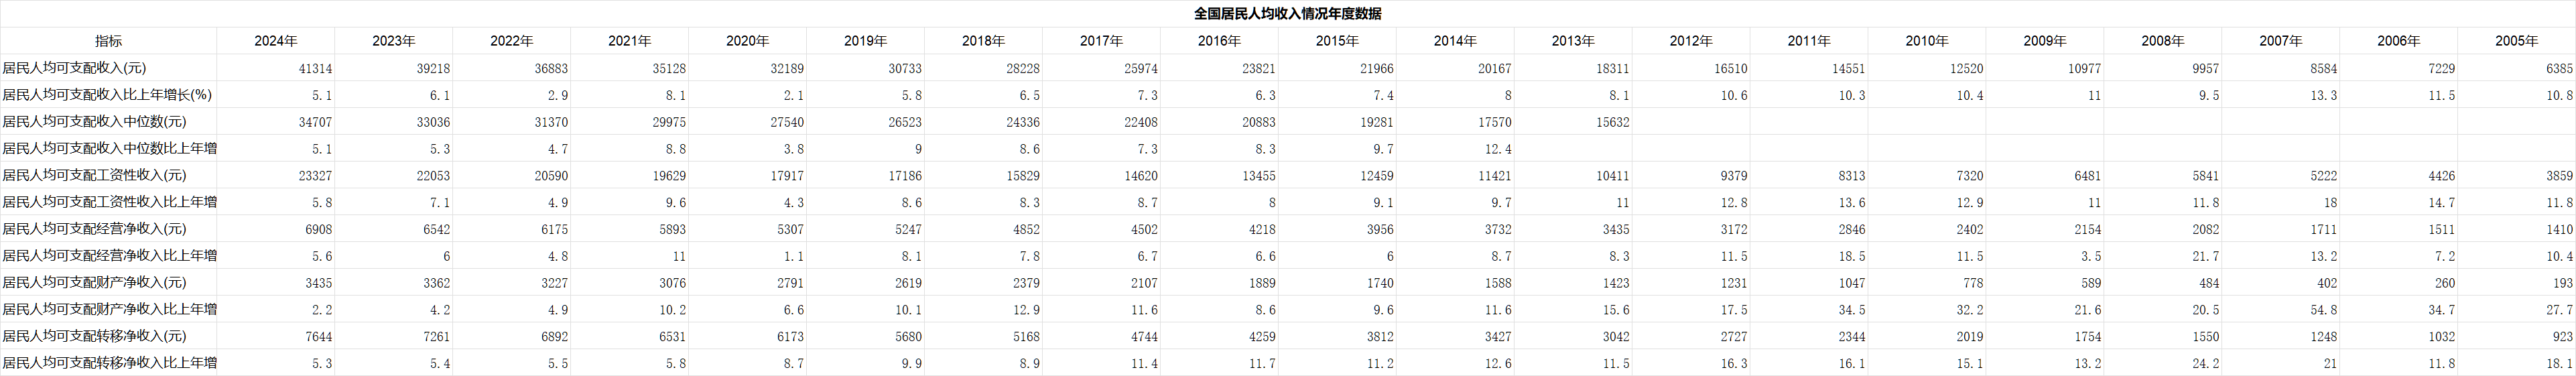 全国居民人均收入情况年度数据
指标 2024年 2023年 2022年 2021年 2020年 2019年 2018年 2017年 2016年 2015年 2014年 2013年 2012年 2011年 2010年 2009年 2008年 2007年 2006年 2005年
居民人均可支配收入(元) 41314 39218 36883 35128 32189 30733 28228 25974 23821 21966 20167 18311 16510 14551 12520 10977 9957 8584 7229 6385
居民人均可支配收入比上年增长(%) 5.1 6.1 2.9 8.1 2.1 5.8 6.5 7.3 6.3 7.4 8 8.1 10.6 10.3 10.4 11 9.5 13.3 11.5 10.8
居民人均可支配收入中位数(元) 34707 33036 31370 29975 27540 26523 24336 22408 20883 19281 17570 15632
居民人均可支配收入中位数比上年增 5.1 5.3 4.7 8.8 3.8 9 8.6 7.3 8.3 9.7 12.4
居民人均可支配工资性收入(元) 23327 22053 20590 19629 17917 17186 15829 14620 13455 12459 11421 10411 9379 8313 7320 6481 5841 5222 4426 3859
居民人均可支配工资性收入比上年增 5.8 7.1 4.9 9.6 4.3 8.6 8.3 8.7 8 9.1 9.7 11 12.8 13.6 12.9 11 11.8 18 14.7 11.8
居民人均可支配经营净收入(元) 6908 6542 6175 5893 5307 5247 4852 4502 4218 3956 3732 3435 3172 2846 2402 2154 2082 1711 1511 1410
居民人均可支配经营净收入比上年增 5.6 6 4.8 11 1.1 8.1 7.8 6.7 6.6 6 8.7 8.3 11.5 18.5 11.5 3.5 21.7 13.2 7.2 10.4
居民人均可支配财产净收入(元) 3435 3362 3227 3076 2791 2619 2379 2107 1889 1740 1588 1423 1231 1047 778 589 484 402 260 193
居民人均可支配财产净收入比上年增 2.2 4.2 4.9 10.2 6.6 10.1 12.9 11.6 8.6 9.6 11.6 15.6 17.5 34.5 32.2 21.6 20.5 54.8 34.7 27.7
居民人均可支配转移净收入(元) 7644 7261 6892 6531 6173 5680 5168 4744 4259 3812 3427 3042 2727 2344 2019 1754 1550 1248 1032 923
居民人均可支配转移净收入比上年增 5.3 5.4 5.5 5.8 8.7 9.9 8.9 11.4 11.7 11.2 12.6 11.5 16.3 16.1 15.1 13.2 24.2 21 11.8 18.1